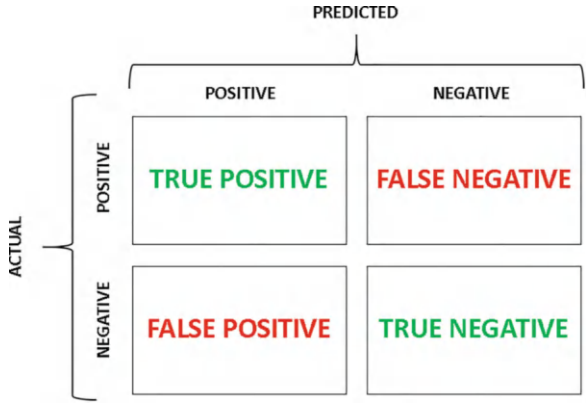 PREDICTED
POSITIVE NEGATIVE
ACTUAL
POSITIVE
TRUE POSITIVE FALSE NEGATIVE
NEGATIVE
FALSE POSITIVE TRUE NEGATIVE